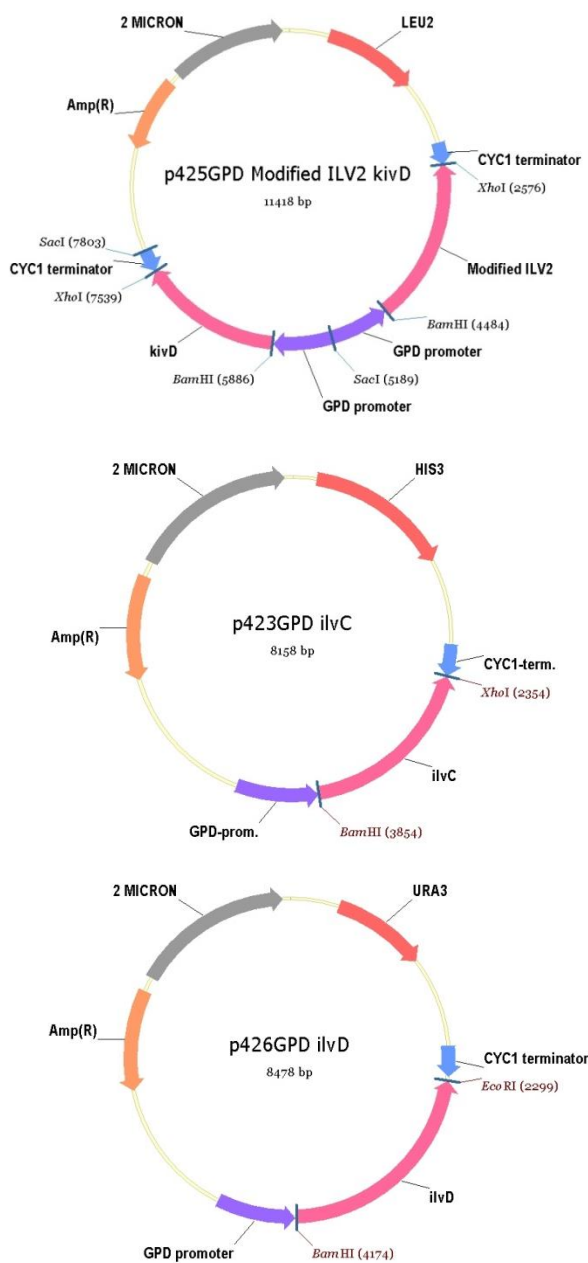 2 MICRON
LEU2
Amp(R)
CYC1 terminator
p425GPD Modified ILV2 kivD
XhoI (2576)
11418 bp
SacI (7803)
CYC1 terminator
Modified ILV2
XhoI (7539)
BamHI (4484)
kivD
GPD promoter
BamHI (5886)
SacI (5189)
GPD promoter
2 MICRON
HIS3
p423GPD ilvC
Amp(R)
8158 bp
CYC1-term.
XhoI (2354)
ilvC
GPD-prom.
BamHI (3854)
2 MICRON
URA3
Amp(R)
p426GPD ilvD
CYC1 terminator
8478 bp
EcoRI (2299)
ilvD
GPD promoter
BamHI (4174)